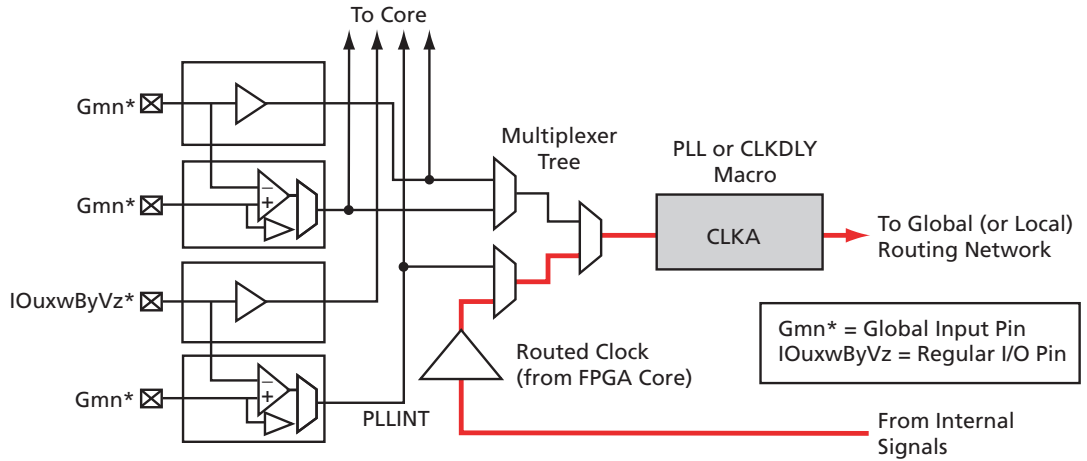 To Core
Gmn*
Gmn*
IOuxwByVz*
Gmn*
−
+
−
+
PLLINT
Multiplexer
Tree
Routed Clock
(from FPGA Core)
PLL or CLKDLY
Macro
CLKA
To Global (or Local)
Routing Network
Gmn* = Global Input Pin
IOuxwByVz = Regular I/O Pin
From Internal
Signals